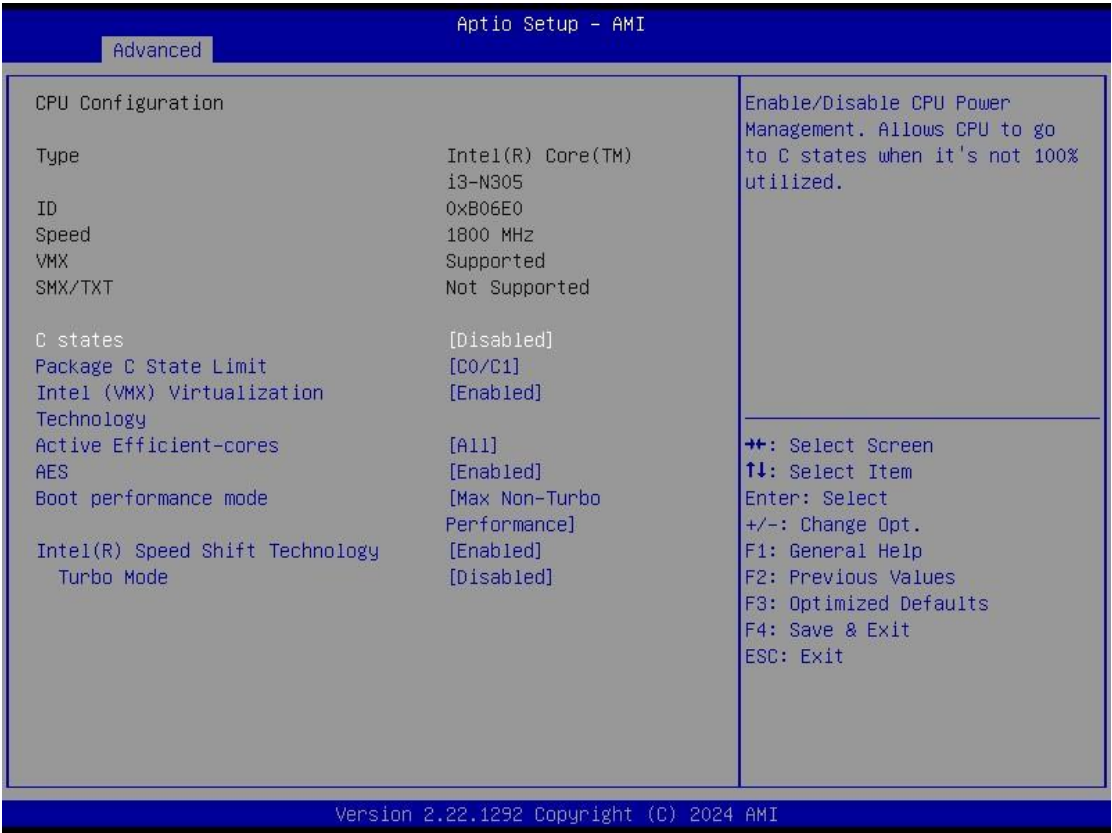 Aptio Setup - AMI
Advanced
CPU Configuration
Type Intel(R) Core(TM)
i3-N305
ID 0xB06E0
Speed 1800 MHz
VMX Supported
SMX/TXT Not Supported
C states [Disabled]
Package C State Limit [C0/C1]
Intel (VMX) Virtualization [Enabled]
Technology
Active Efficient-cores [All]
AES [Enabled]
Boot performance mode [Max Non-Turbo
Performance]
Intel(R) Speed Shift Technology [Enabled]
Turbo Mode [Disabled]
Enable/Disable CPU Power
Management. Allows CPU to go
to C states when it's not 100%
utilized.
→←: Select Screen
↑↓: Select Item
Enter: Select
+/-: Change Opt.
F1: General Help
F2: Previous Values
F3: Optimized Defaults
F4: Save & Exit
ESC: Exit
Version 2.22.1292 Copyright (C) 2024 AMI